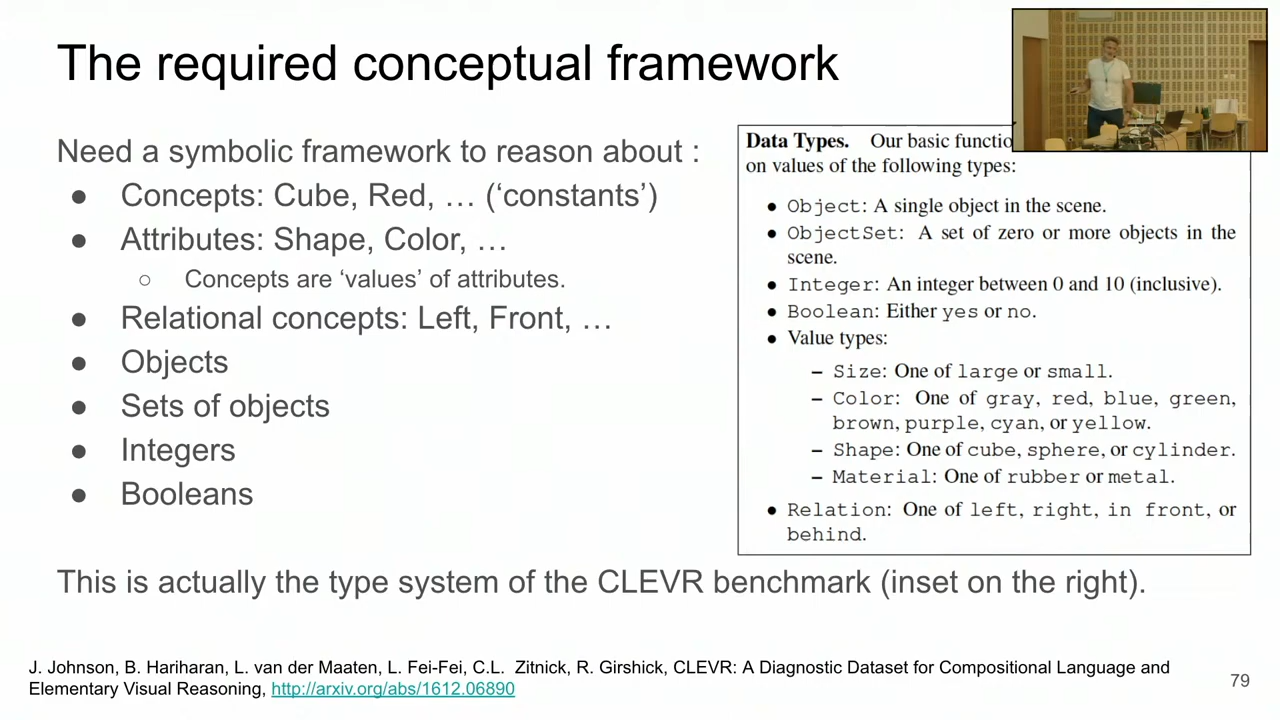 The required conceptual framework
Need a symbolic framework to reason about :
● Concepts: Cube, Red, … (‘constants’)
● Attributes: Shape, Color, …
○ Concepts are ‘values’ of attributes.
● Relational concepts: Left, Front, …
● Objects
● Sets of objects
● Integers
● Booleans
Data Types. Our basic functio
on values of the following types:
● Object: A single object in the scene.
● ObjectSet: A set of zero or more objects in the
scene.
● Integer: An integer between 0 and 10 (inclusive).
● Boolean: Either yes or no.
● Value types:
– Size: One of large or small.
– Color: One of gray, red, blue, green,
brown, purple, cyan, or yellow.
– Shape: One of cube, sphere, or cylinder.
– Material: One of rubber or metal.
● Relation: One of left, right, in front, or
behind.
This is actually the type system of the CLEVR benchmark (inset on the right).
J. Johnson, B. Hariharan, L. van der Maaten, L. Fei-Fei, C.L. Zitnick, R. Girshick, CLEVR: A Diagnostic Dataset for Compositional Language and
Elementary Visual Reasoning, http://arxiv.org/abs/1612.06890
79